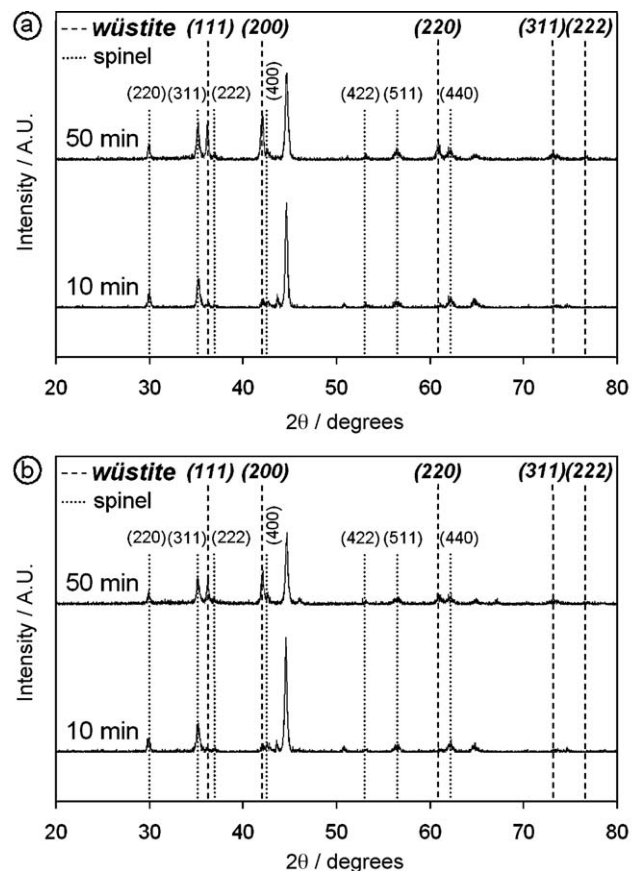 ⓐ
--- wüstite (111) (200) (220) (311)(222)
······ spinel
(220) (311) (222) (400) (422) (511) (440)
50 min
10 min
Intensity / A.U.
20 30 40 50 60 70 80
2θ / degrees
ⓑ
--- wüstite (111) (200) (220) (311)(222)
······ spinel
(220) (311) (222) (400) (422) (511) (440)
50 min
10 min
Intensity / A.U.
20 30 40 50 60 70 80
2θ / degrees